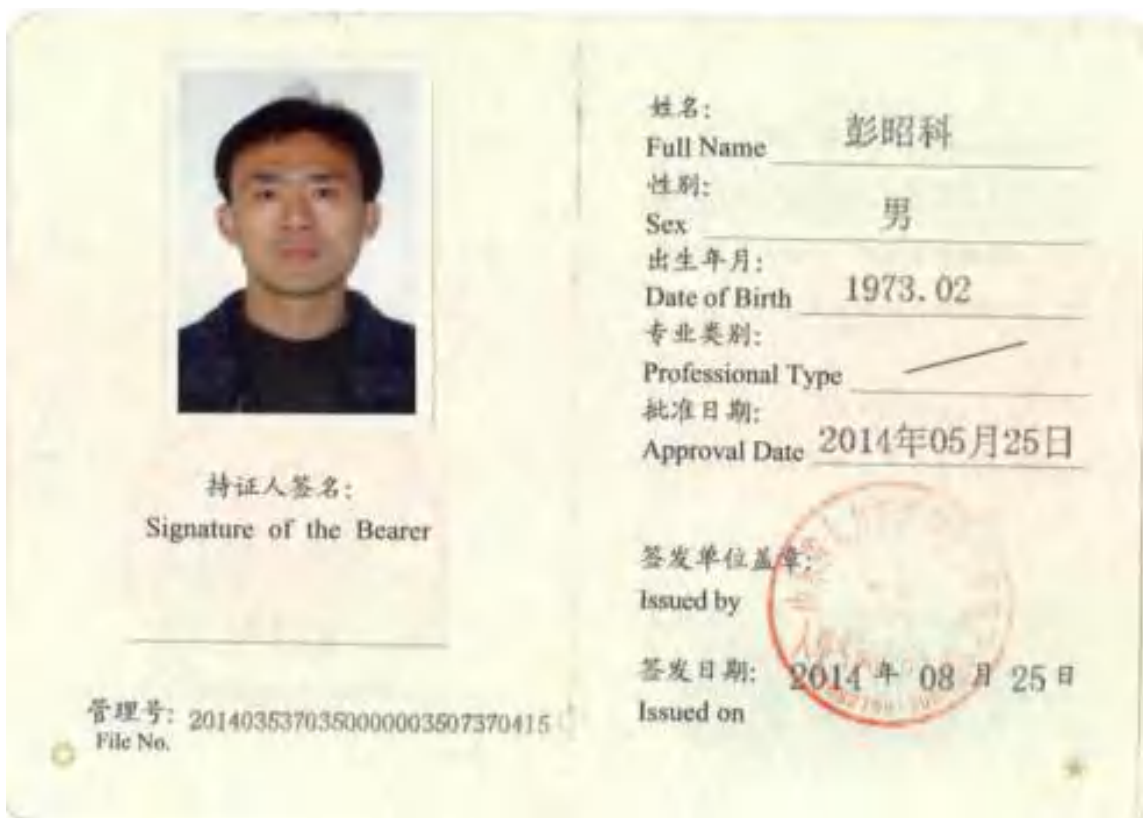 持证人签名:
Signature of the Bearer
管理号: 2014035370350000003507370415
File No.
姓名:
Full Name 彭昭科
性别:
Sex 男
出生年月:
Date of Birth 1973.02
专业类别:
Professional Type
批准日期:
Approval Date 2014年05月25日
签发单位盖章:
Issued by
签发日期: 2014 年 08 月 25 日
Issued on